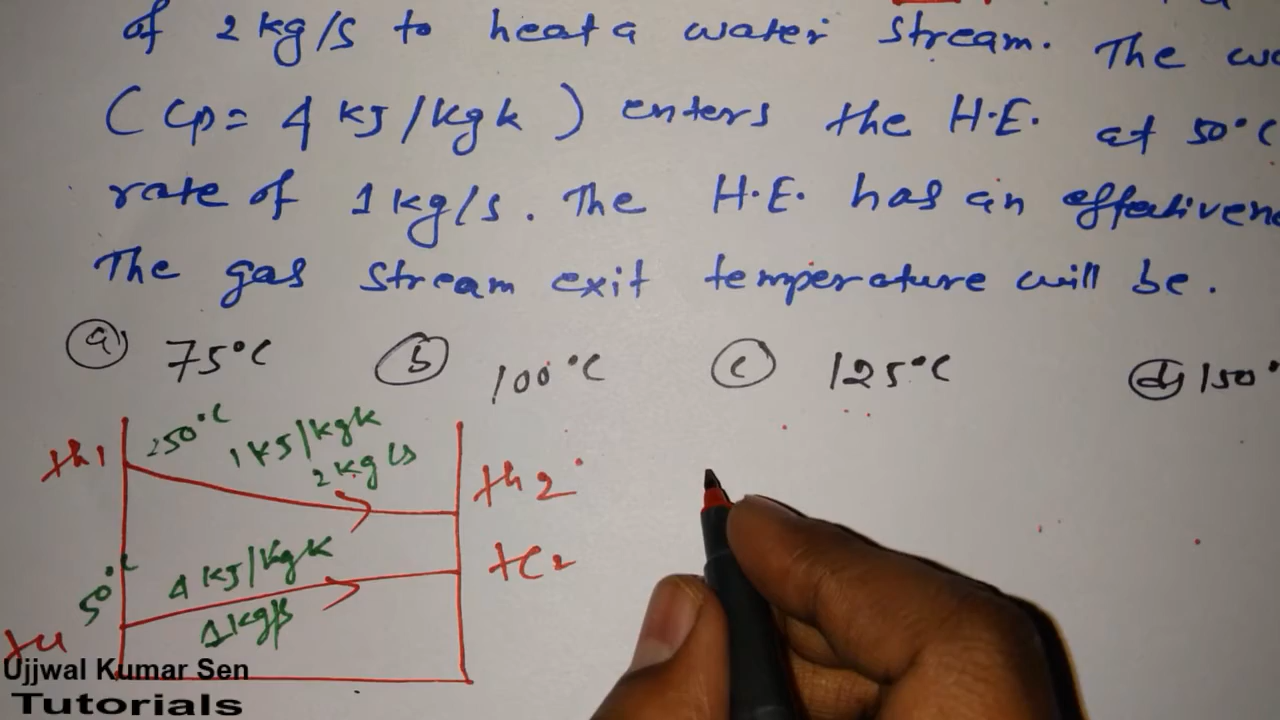 of 2 kg/s to heat a water stream. The
(Cp= 4 kJ/kgk) enters the H.E. at 50°C
rate of 1 kg/s. The H.E. has an
The gas stream exit temperature will be.
(a) 75°C (b) 100°C (c) 125°C (d) 150°
th1 250°C 1 kJ/kgk
2 kg/s
th2
50°C 4 kJ/kgk
1 kg/s
tc2
Ujjwal Kumar Sen
Tutorials